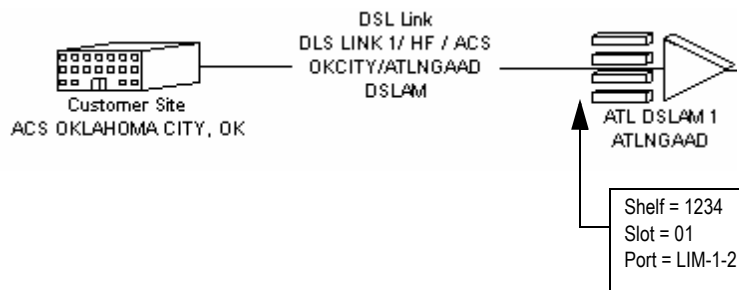 DSL Link
DLS LINK 1/ HF / ACS
OKCITY/ATLNGAAD
DSLAM
Customer Site
ACS OKLAHOMA CITY, OK
ATL DSLAM 1
ATLNGAAD
Shelf = 1234
Slot = 01
Port = LIM-1-2